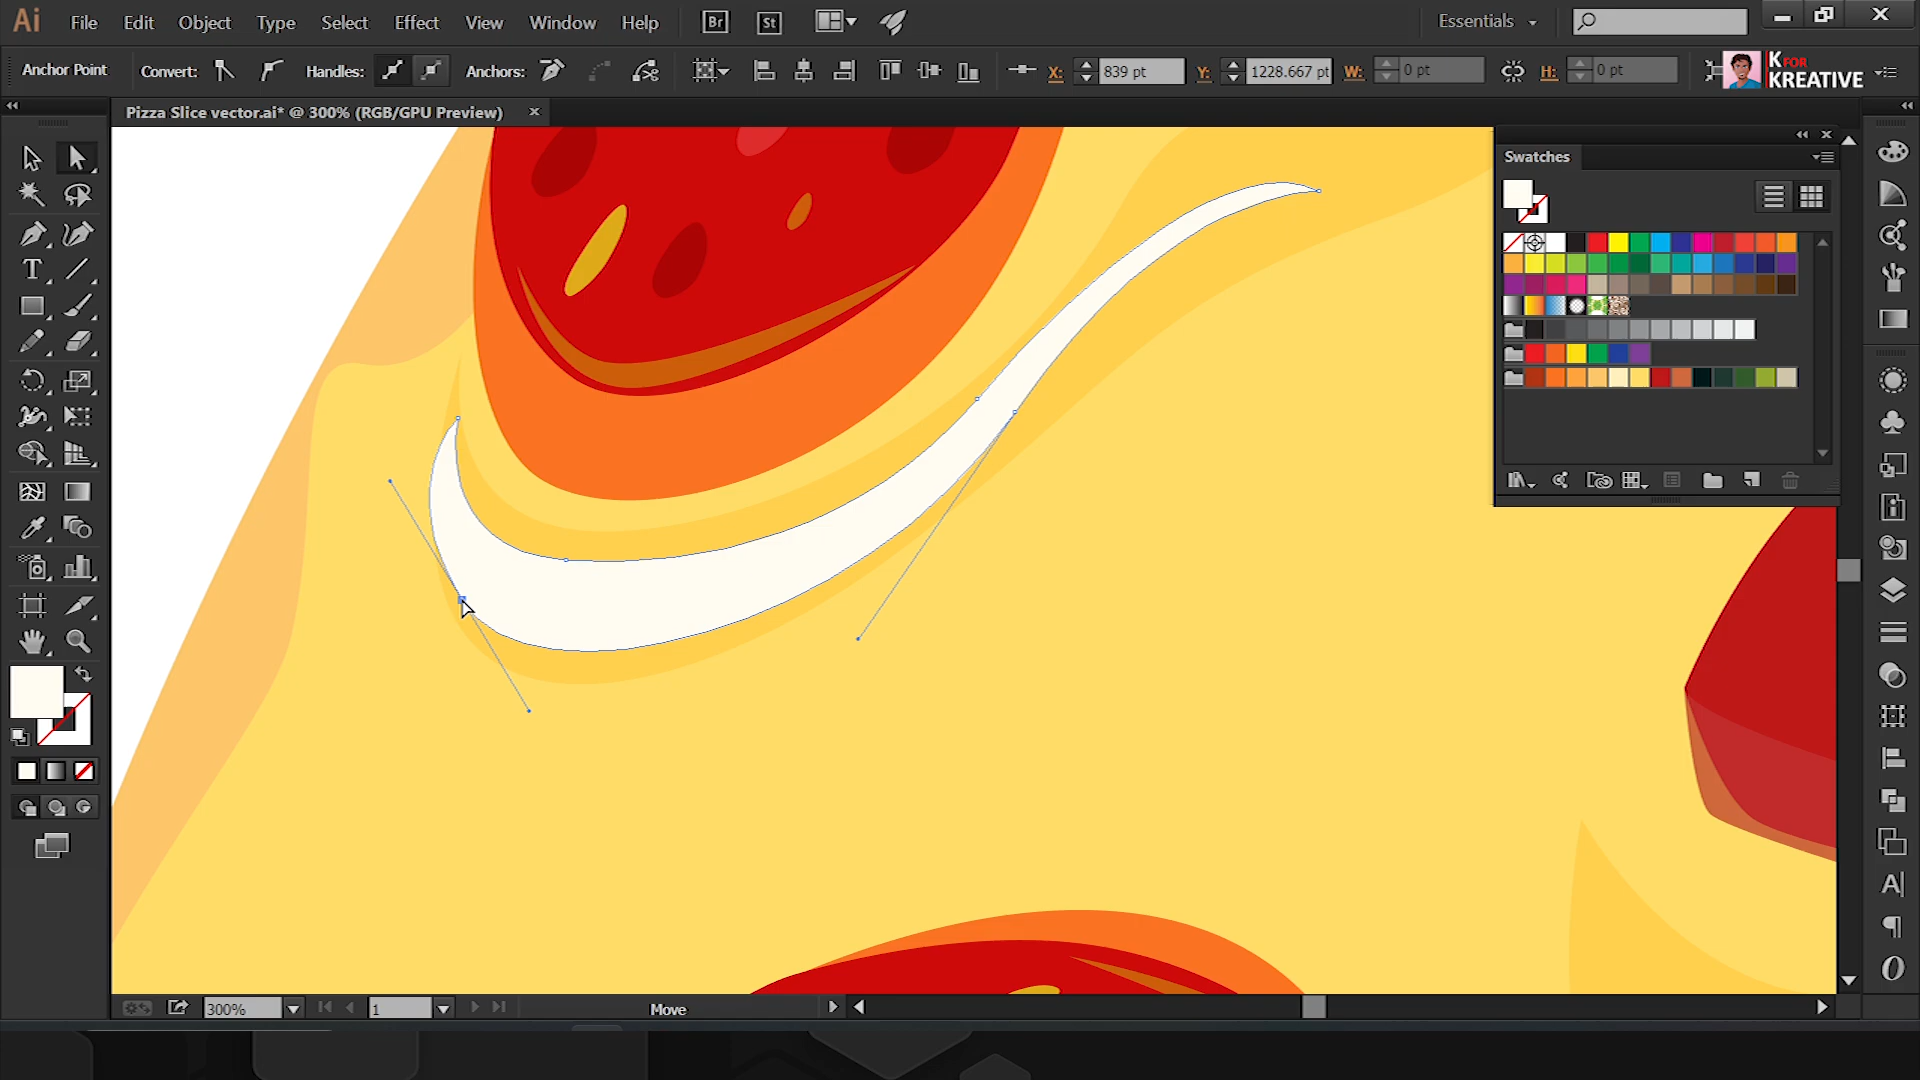 Ai File Edit Object Type Select Effect View Window Help Br St Essentials
Anchor Point Convert: Handles: Anchors: X: 839 pt Y: 1228.667 pt W: 0 pt H: 0 pt K FOR KREATIVE
Pizza Slice vector.ai* @ 300% (RGB/GPU Preview)
Swatches
300% 1 Move